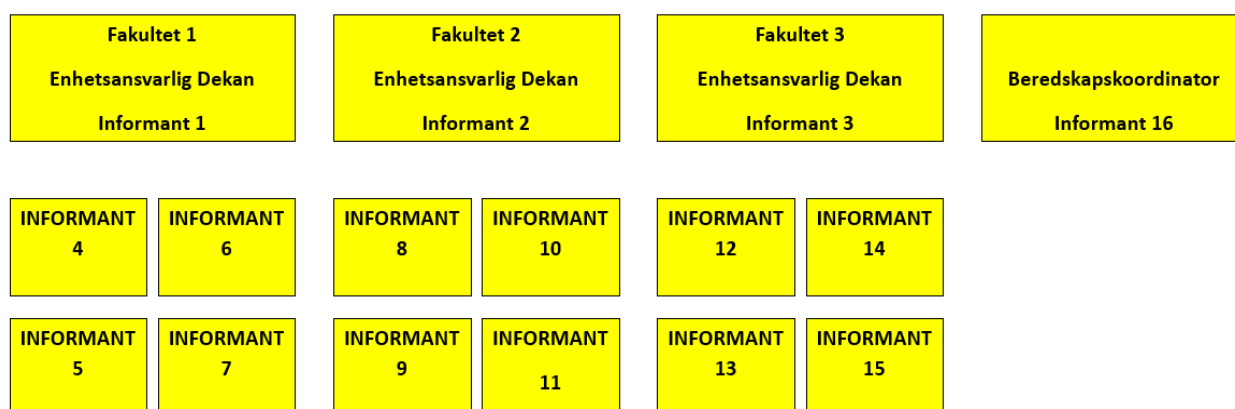 Fakultet 1
Enhetsansvarlig Dekan
Informant 1
Fakultet 2
Enhetsansvarlig Dekan
Informant 2
Fakultet 3
Enhetsansvarlig Dekan
Informant 3
Beredskapskoordinator
Informant 16
INFORMANT
4
INFORMANT
6
INFORMANT
8
INFORMANT
10
INFORMANT
12
INFORMANT
14
INFORMANT
5
INFORMANT
7
INFORMANT
9
INFORMANT
11
INFORMANT
13
INFORMANT
15